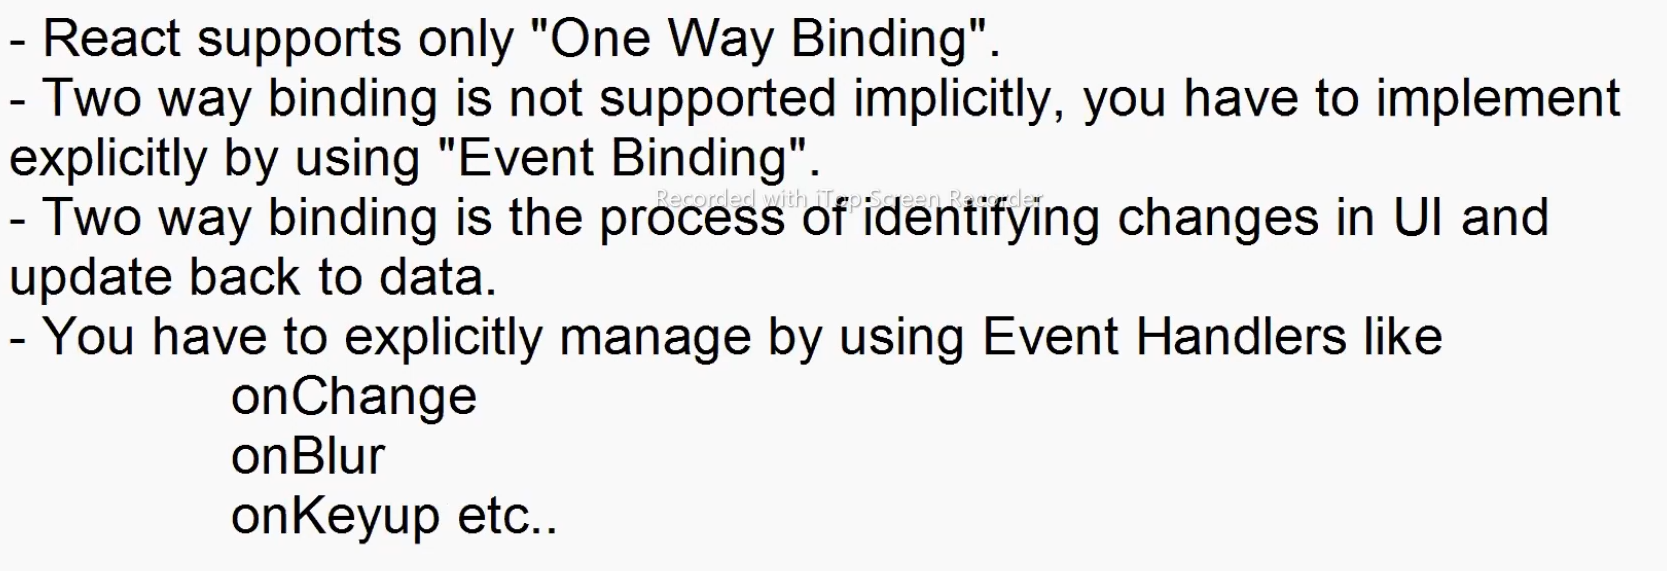 - React supports only "One Way Binding".
- Two way binding is not supported implicitly, you have to implement
explicitly by using "Event Binding".
Recorded with iTop Screen Recorder
- Two way binding is the process of identifying changes in UI and
update back to data.
- You have to explicitly manage by using Event Handlers like
onChange
onBlur
onKeyup etc..